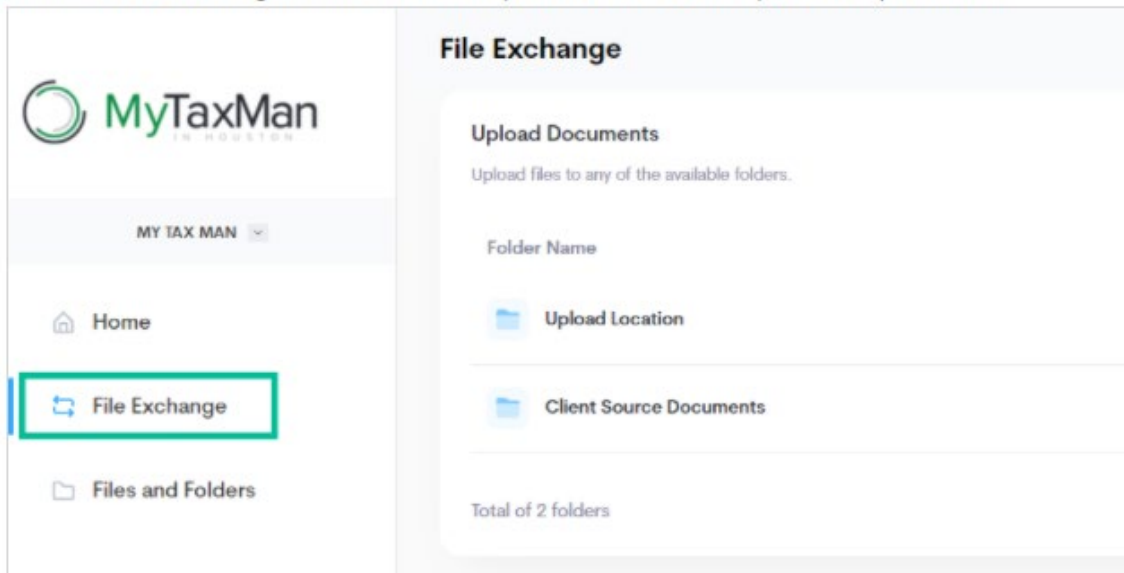 MyTaxMan
IN HOUSTON
MY TAX MAN
Home
File Exchange
Files and Folders
File Exchange
Upload Documents
Upload files to any of the available folders.
Folder Name
Upload Location
Client Source Documents
Total of 2 folders